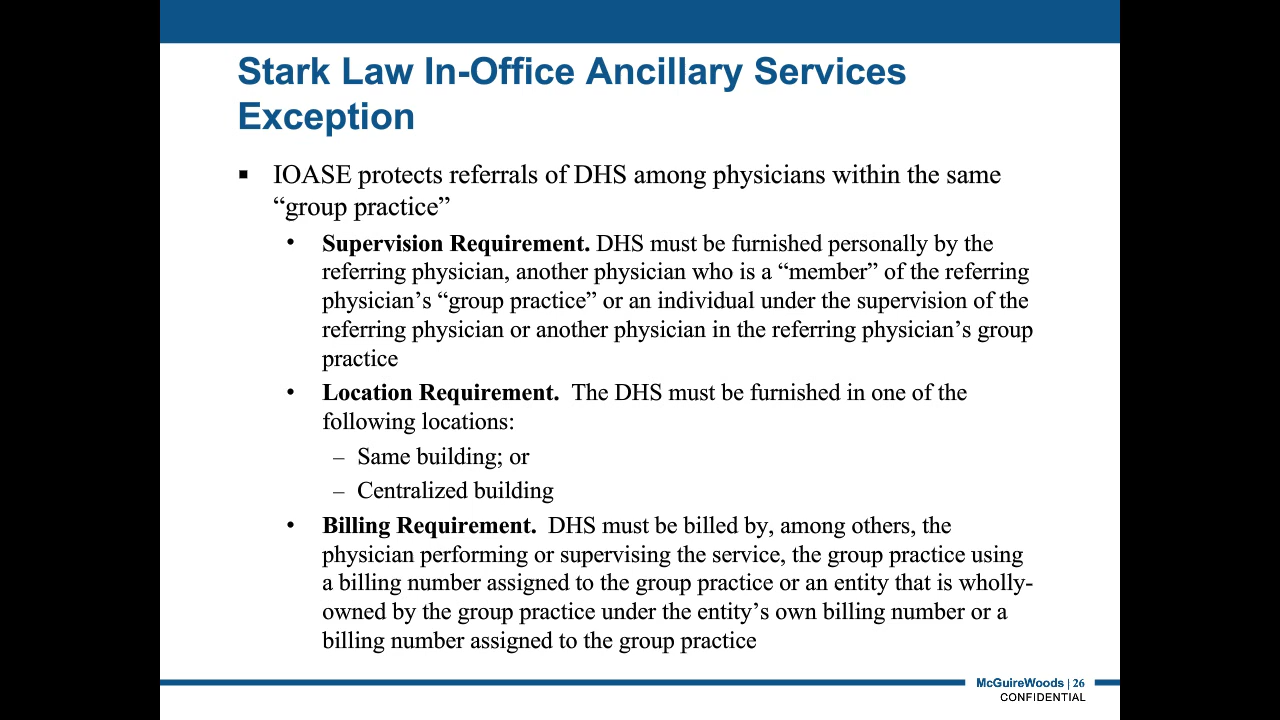 Stark Law In-Office Ancillary Services
Exception
▪ IOASE protects referrals of DHS among physicians within the same
“group practice”
• Supervision Requirement. DHS must be furnished personally by the
referring physician, another physician who is a “member” of the referring
physician’s “group practice” or an individual under the supervision of the
referring physician or another physician in the referring physician’s group
practice
• Location Requirement. The DHS must be furnished in one of the
following locations:
– Same building; or
– Centralized building
• Billing Requirement. DHS must be billed by, among others, the
physician performing or supervising the service, the group practice using
a billing number assigned to the group practice or an entity that is wholly-
owned by the group practice under the entity’s own billing number or a
billing number assigned to the group practice
McGuireWoods | 26
CONFIDENTIAL